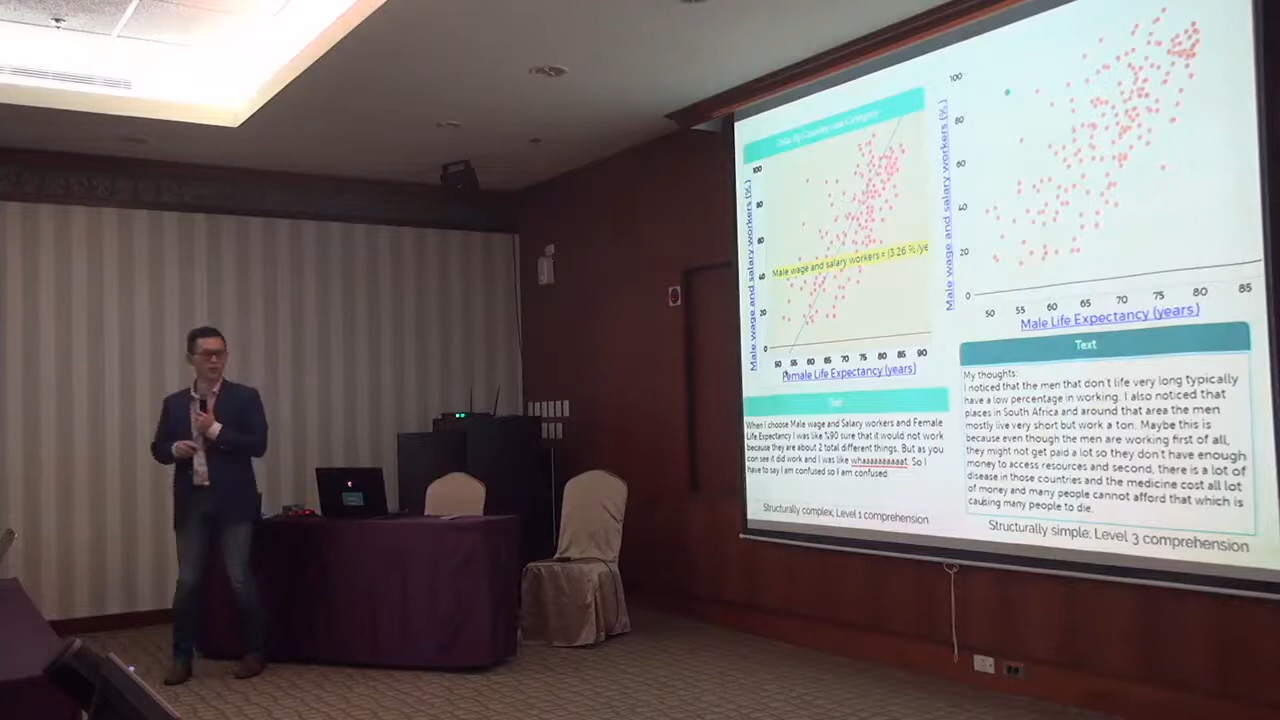 Data By Country and Category
Male wage and salary workers (%)
100
80
60
40
20
0
Male wage and salary workers = (3.26 %/ye
50 55 60 65 70 75 80 85 90
Female Life Expectancy (years)
Text
When I choose Male wage and Salary workers and Female
Life Expectancy I was like %90 sure that it would not work
because they are about 2 total different things. But as you
can see it did work and I was like whaaaaaaaaaat. So I
have to say I am confused so I am confused
Structurally complex, Level 1 comprehension
Male wage and salary workers (%)
100
80
60
40
20
0
50 55 60 65 70 75 80 85
Male Life Expectancy (years)
Text
My thoughts:
I noticed that the men that don't life very long typically
have a low percentage in working. I also noticed that
places in South Africa and around that area the men
mostly live very short but work a ton. Maybe this is
because even though the men are working first of all,
they might not get paid a lot so they don't have enough
money to access resources and second, there is a lot of
disease in those countries and the medicine cost all lot
of money and many people cannot afford that which is
causing many people to die.
Structurally simple, Level 3 comprehension